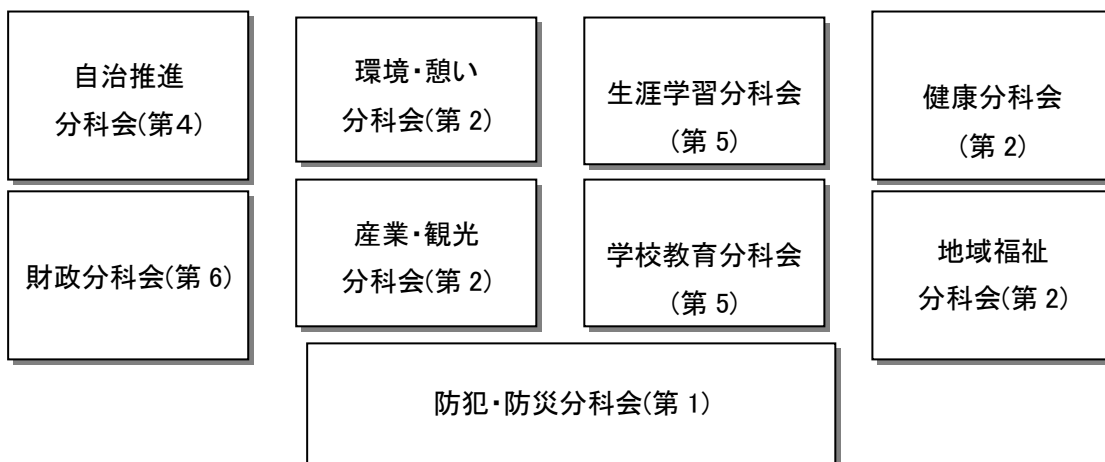 自治推進
分科会(第４)
環境・憩い
分科会(第 2)
生涯学習分科会
(第 5)
健康分科会
(第 2)
財政分科会(第 6)
産業・観光
分科会(第 2)
学校教育分科会
(第 5)
地域福祉
分科会(第 2)
防犯・防災分科会(第 1)